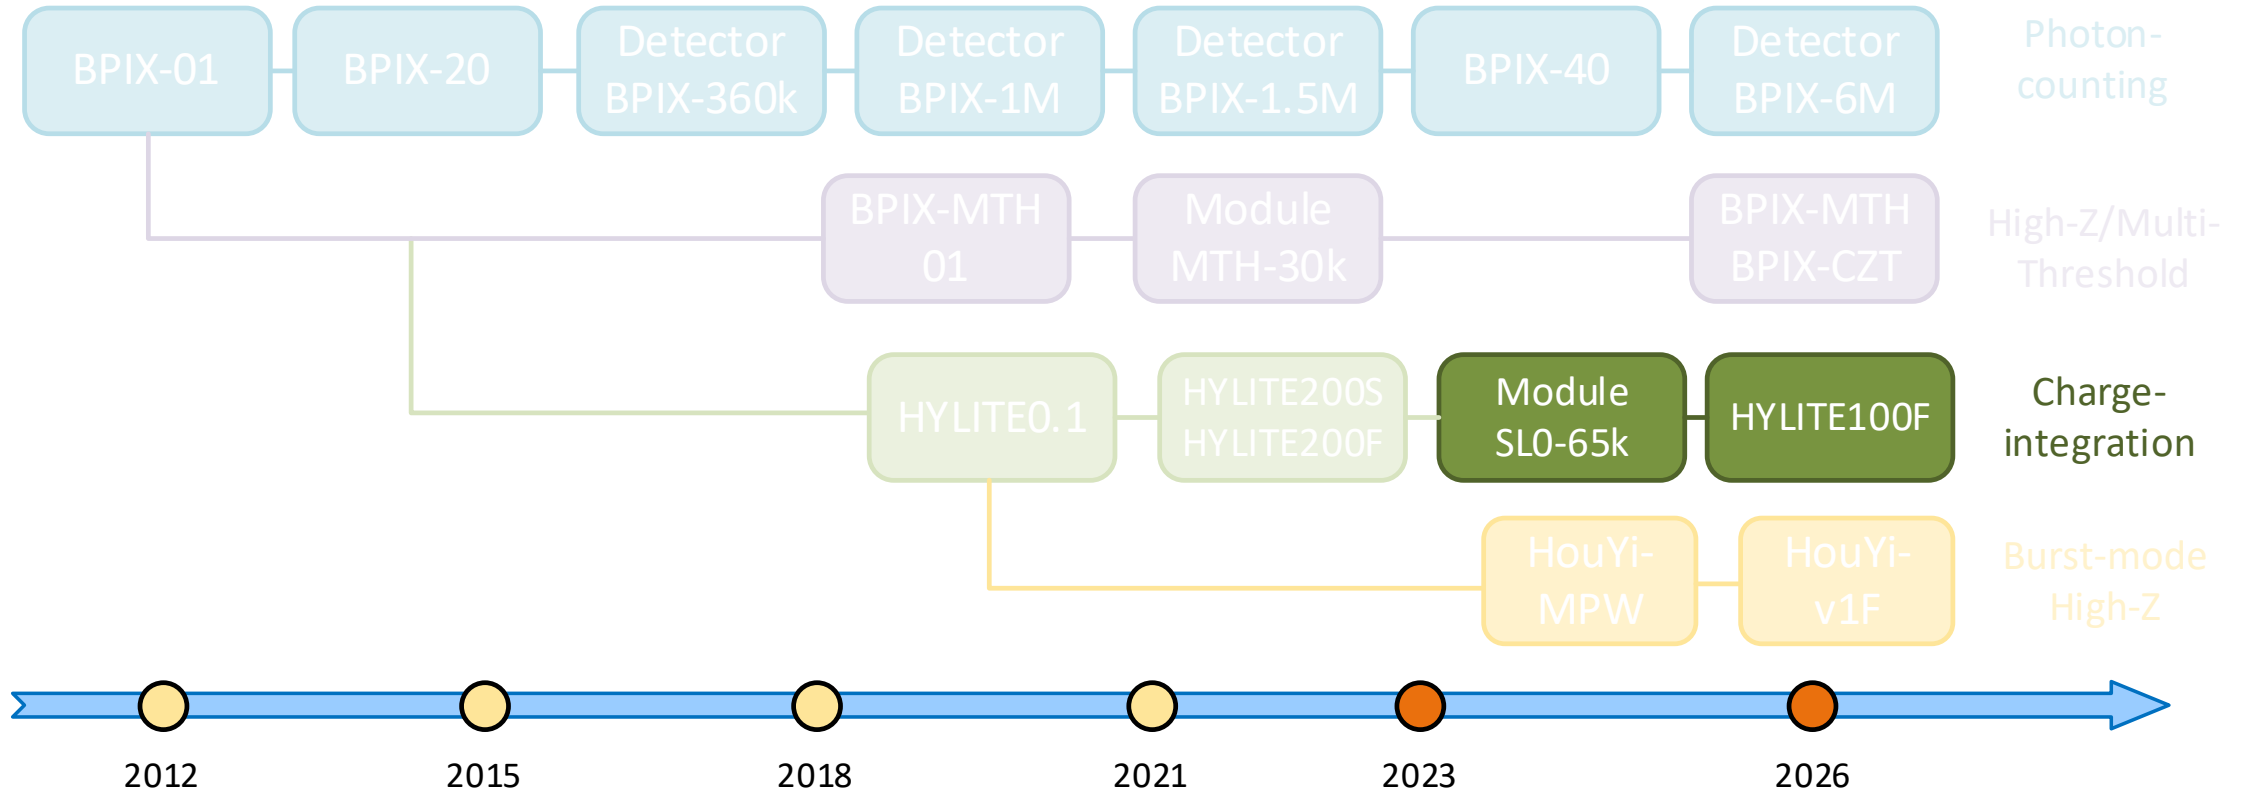 BPIX-01
BPIX-20
Detector
BPIX-360k
Detector
BPIX-1M
Detector
BPIX-1.5M
BPIX-40
Detector
BPIX-6M
Photon-
counting
BPIX-MTH
01
Module
MTH-30k
BPIX-MTH
BPIX-CZT
High-Z/Multi-
Threshold
HYLITE0.1
HYLITE200S
HYLITE200F
Module
SL0-65k
HYLITE100F
Charge-
integration
HouYi-
MPW
HouYi-
v1F
Burst-mode
High-Z
2012
2015
2018
2021
2023
2026